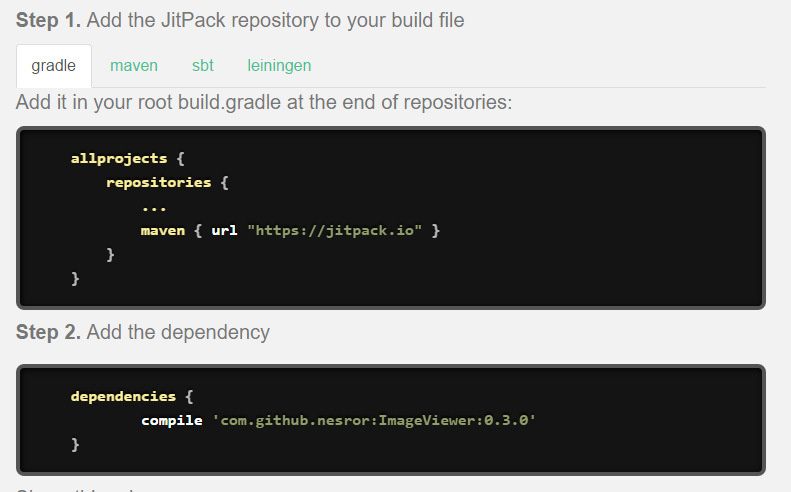 Step 1. Add the JitPack repository to your build file
gradle maven sbt leiningen
Add it in your root build.gradle at the end of repositories:
allprojects {
repositories {
...
maven { url "https://jitpack.io" }
}
}
Step 2. Add the dependency
dependencies {
compile 'com.github.nesror:ImageViewer:0.3.0'
}